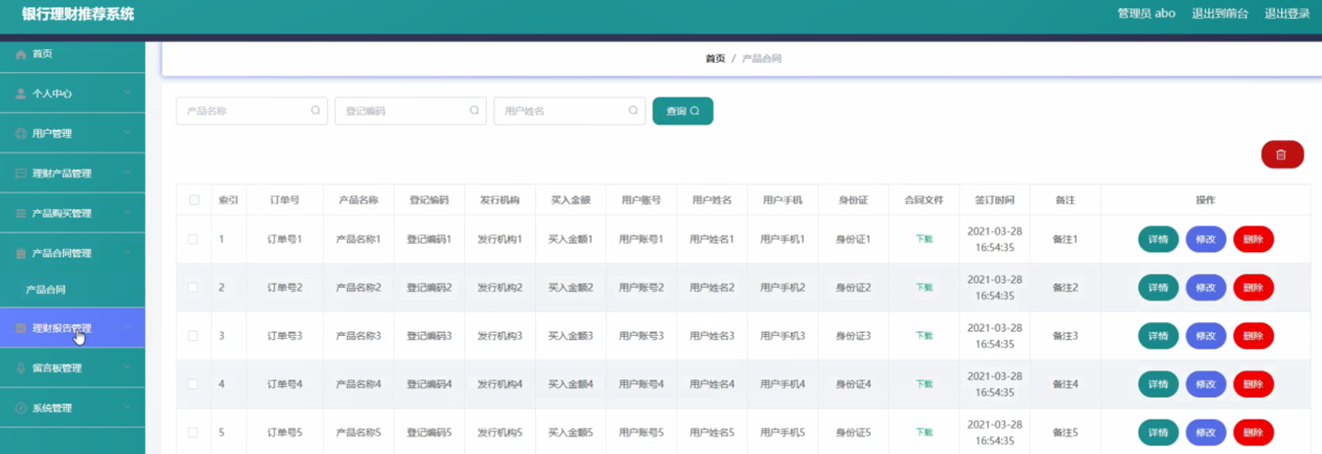 银行理财推荐系统
管理员 abo 退出到前台 退出登录
首页
个人中心
用户管理
理财产品管理
产品购买管理
产品合同管理
产品合同
理财报告管理
留言板管理
系统管理
首页 / 产品合同
产品名称 登记编码 用户姓名 查询
索引 订单号 产品名称 登记编码 发行机构 买入金额 用户账号 用户姓名 用户手机 身份证 合同文件 签订时间 备注 操作
1 订单号1 产品名称1 登记编码1 发行机构1 买入金额1 用户账号1 用户姓名1 用户手机1 身份证1 下载 2021-03-28 16:54:35 备注1 详情 修改 删除
2 订单号2 产品名称2 登记编码2 发行机构2 买入金额2 用户账号2 用户姓名2 用户手机2 身份证2 下载 2021-03-28 16:54:35 备注2 详情 修改 删除
3 订单号3 产品名称3 登记编码3 发行机构3 买入金额3 用户账号3 用户姓名3 用户手机3 身份证3 下载 2021-03-28 16:54:35 备注3 详情 修改 删除
4 订单号4 产品名称4 登记编码4 发行机构4 买入金额4 用户账号4 用户姓名4 用户手机4 身份证4 下载 2021-03-28 16:54:35 备注4 详情 修改 删除
5 订单号5 产品名称5 登记编码5 发行机构5 买入金额5 用户账号5 用户姓名5 用户手机5 身份证5 下载 2021-03-28 16:54:35 备注5 详情 修改 删除